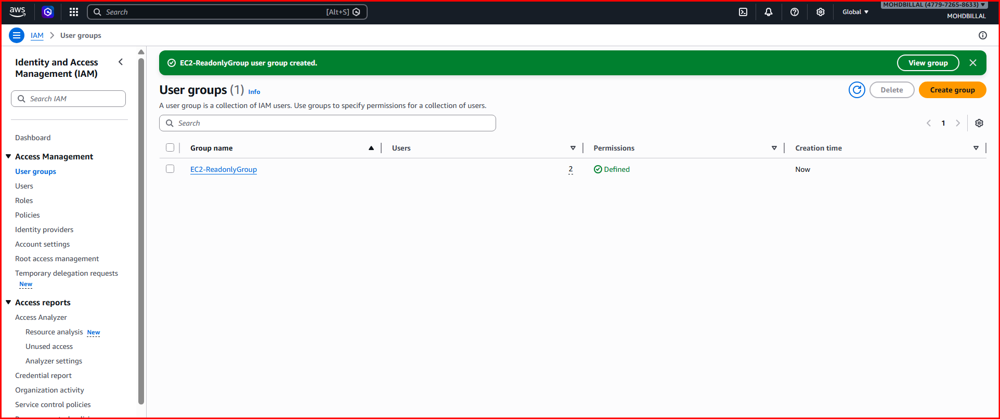 aws
Search
[Alt+S]
Global
MOHDBILLAL (4779-7265-8633)
MOHDBILLAL
IAM
User groups
Identity and Access
Management (IAM)
Search IAM
Dashboard
Access Management
User groups
Users
Roles
Policies
Identity providers
Account settings
Root access management
Temporary delegation requests
New
Access reports
Access Analyzer
Resource analysis New
Unused access
Analyzer settings
Credential report
Organization activity
Service control policies
EC2-ReadonlyGroup user group created.
View group
User groups (1) Info
Delete
Create group
A user group is a collection of IAM users. Use groups to specify permissions for a collection of users.
Search
1
Group name Users Permissions Creation time
EC2-ReadonlyGroup 2 Defined Now